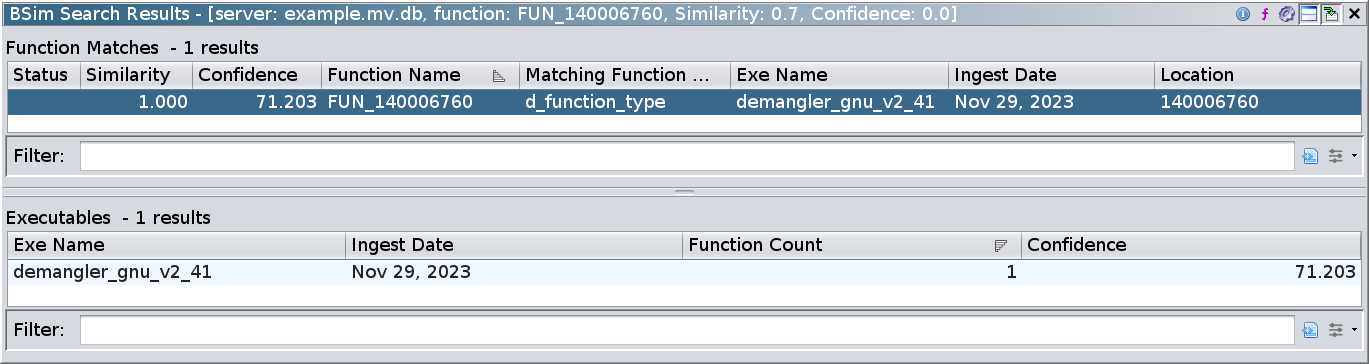 BSim Search Results - [server: example.mv.db, function: FUN_140006760, Similarity: 0.7, Confidence: 0.0]
Function Matches - 1 results
Status Similarity Confidence Function Name Matching Function ... Exe Name Ingest Date Location
1.000 71.203 FUN_140006760 d_function_type demangler_gnu_v2_41 Nov 29, 2023 140006760
Filter:
Executables - 1 results
Exe Name Ingest Date Function Count Confidence
demangler_gnu_v2_41 Nov 29, 2023 1 71.203
Filter: